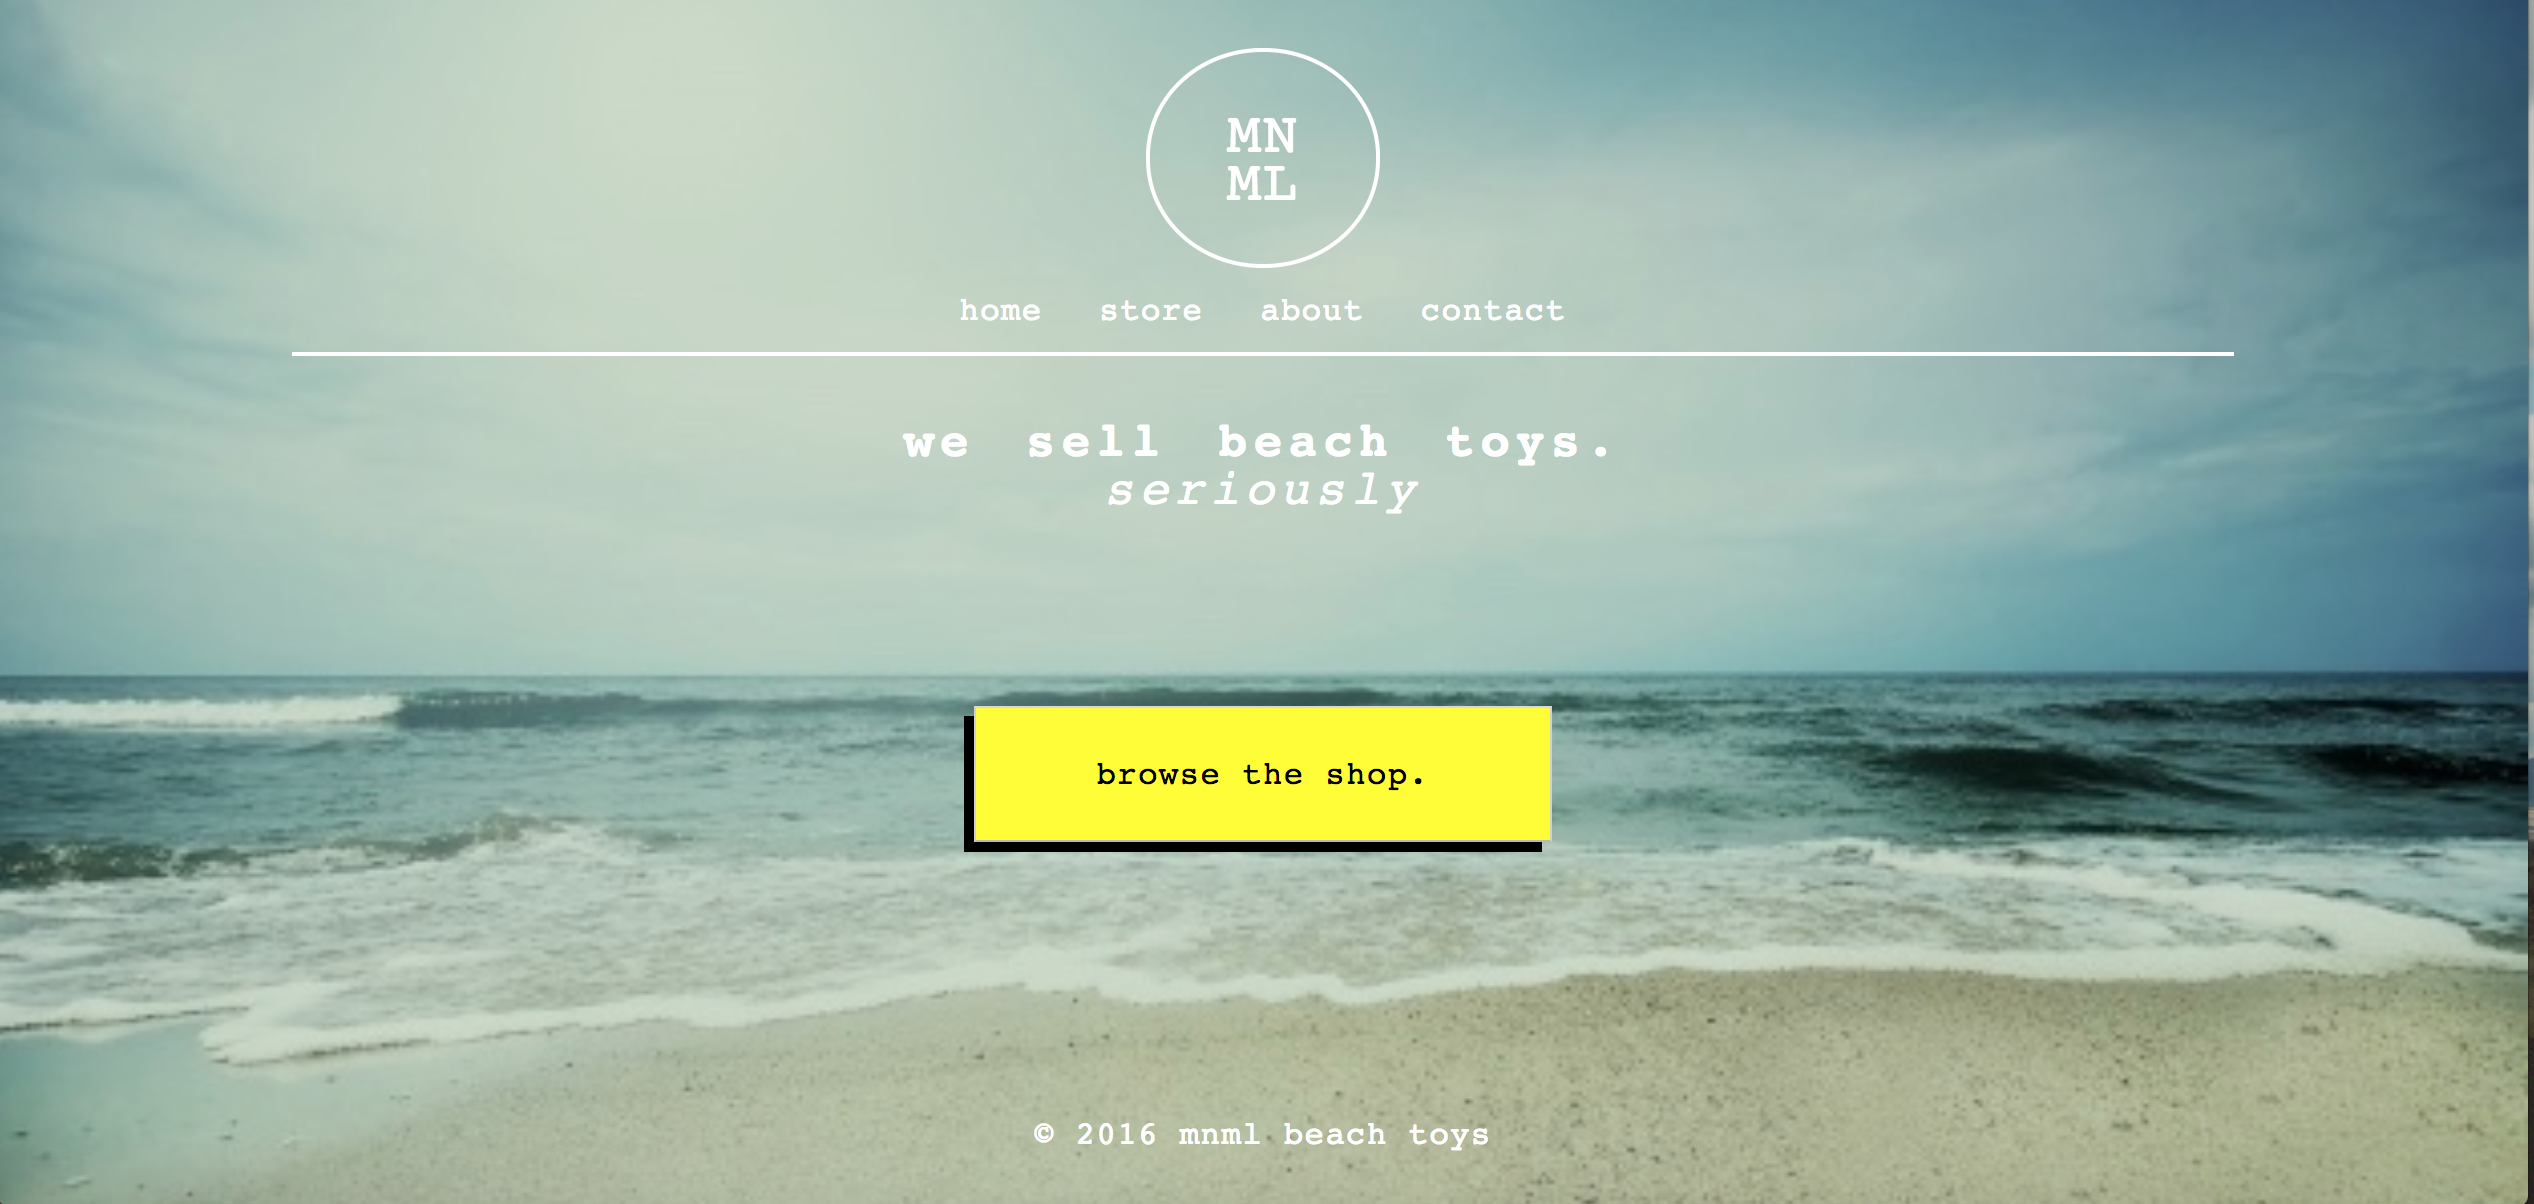 MN
ML
home store about contact
we sell beach toys.
seriously
browse the shop.
© 2016 mnml beach toys